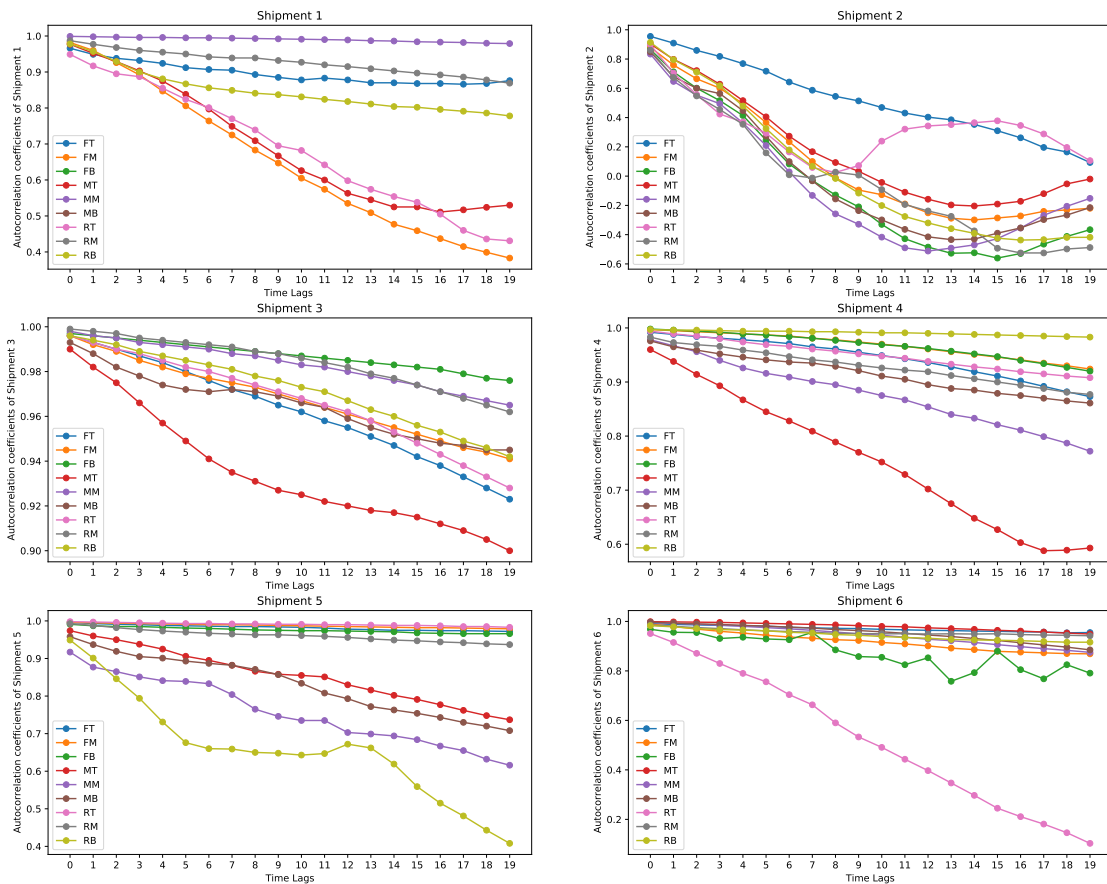 Shipment 1
Autocorrelation coefficients of Shipment 1
1.0
0.9
0.8
0.7
0.6
0.5
0.4
FT
FM
FB
MT
MM
MB
RT
RM
RB
0 1 2 3 4 5 6 7 8 9 10 11 12 13 14 15 16 17 18 19
Time Lags
Shipment 2
Autocorrelation coefficients of Shipment 2
1.0
0.8
0.6
0.4
0.2
0.0
−0.2
−0.4
−0.6
FT
FM
FB
MT
MM
MB
RT
RM
RB
0 1 2 3 4 5 6 7 8 9 10 11 12 13 14 15 16 17 18 19
Time Lags
Shipment 3
Autocorrelation coefficients of Shipment 3
1.00
0.98
0.96
0.94
0.92
0.90
FT
FM
FB
MT
MM
MB
RT
RM
RB
0 1 2 3 4 5 6 7 8 9 10 11 12 13 14 15 16 17 18 19
Time Lags
Shipment 4
Autocorrelation coefficients of Shipment 4
1.0
0.9
0.8
0.7
0.6
FT
FM
FB
MT
MM
MB
RT
RM
RB
0 1 2 3 4 5 6 7 8 9 10 11 12 13 14 15 16 17 18 19
Time Lags
Shipment 5
Autocorrelation coefficients of Shipment 5
1.0
0.9
0.8
0.7
0.6
0.5
0.4
FT
FM
FB
MT
MM
MB
RT
RM
RB
0 1 2 3 4 5 6 7 8 9 10 11 12 13 14 15 16 17 18 19
Time Lags
Shipment 6
Autocorrelation coefficients of Shipment 6
1.0
0.8
0.6
0.4
0.2
FT
FM
FB
MT
MM
MB
RT
RM
RB
0 1 2 3 4 5 6 7 8 9 10 11 12 13 14 15 16 17 18 19
Time Lags